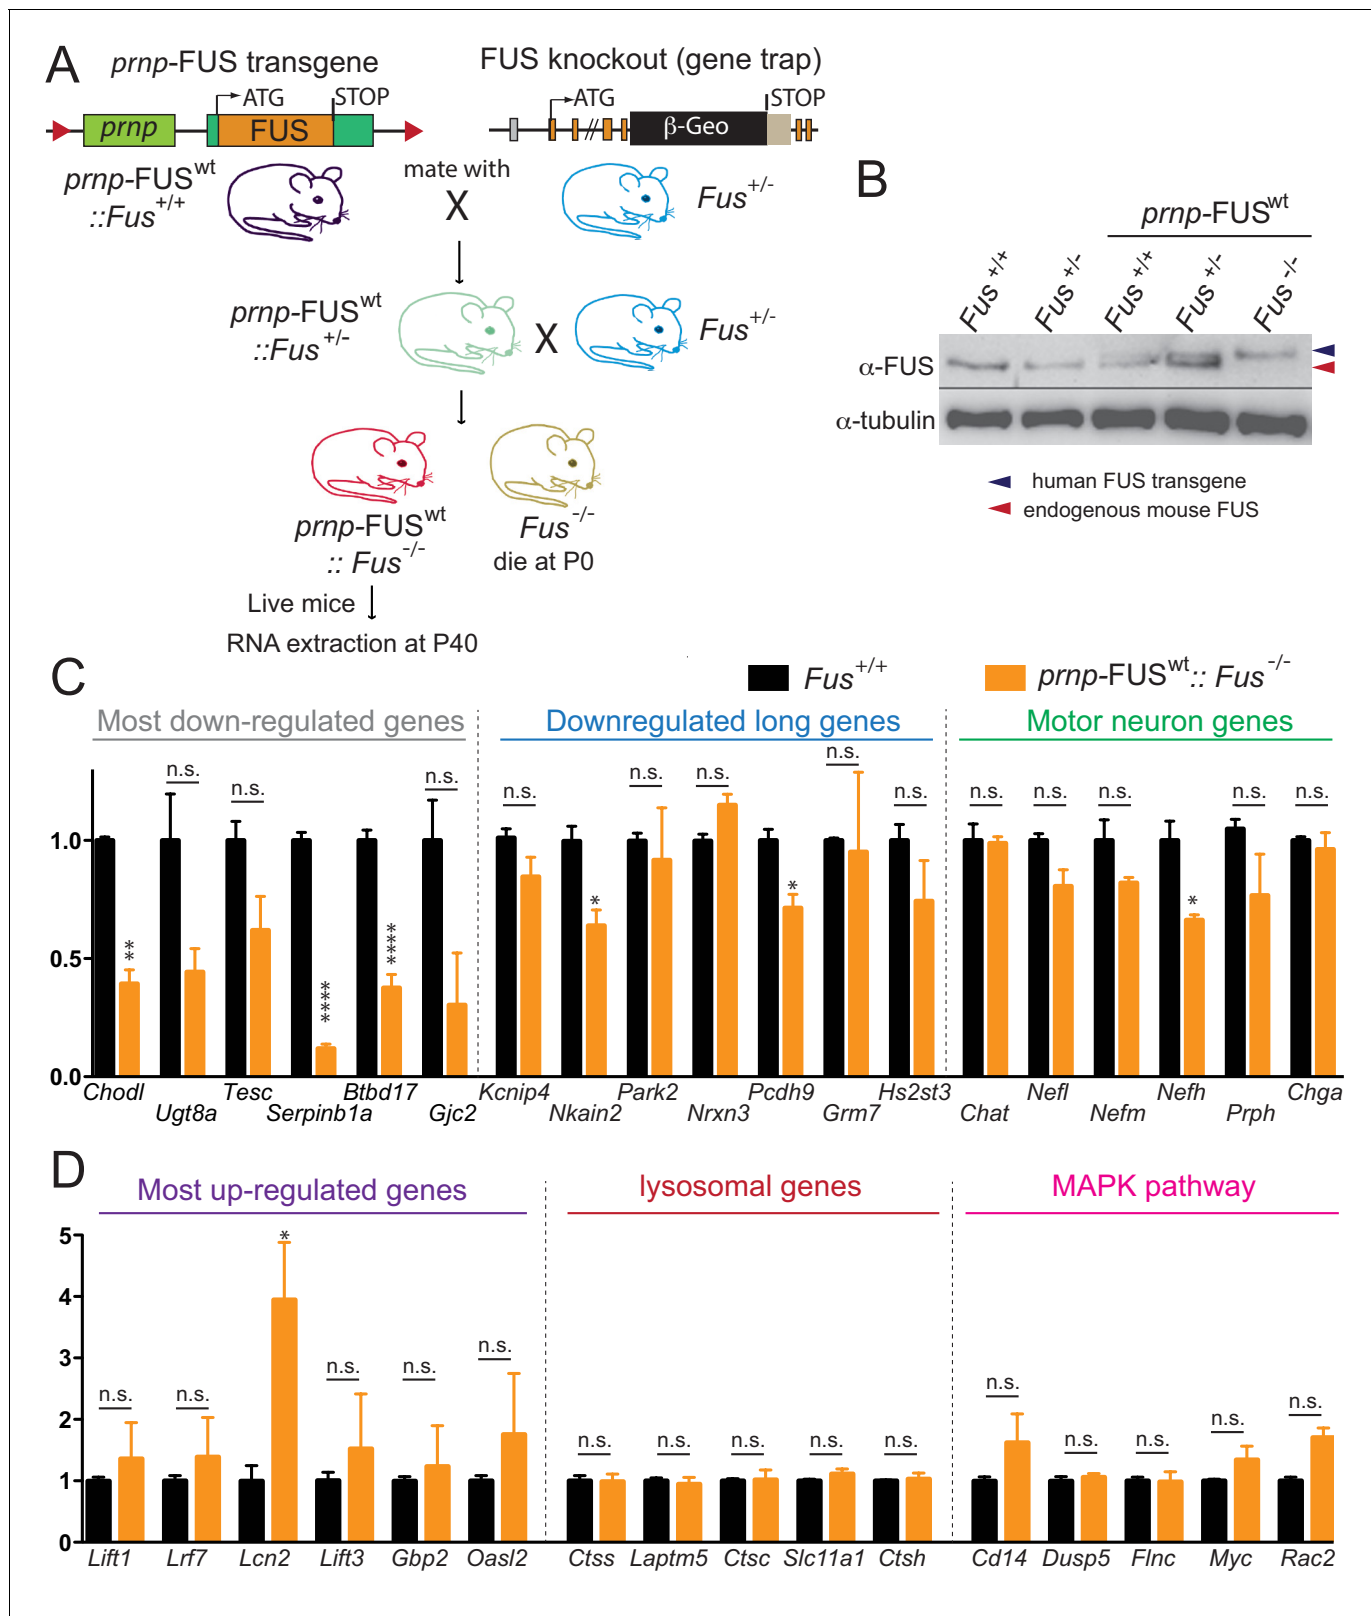 A
prnp-FUS transgene
FUS knockout (gene trap)
ATG
STOP
ATG
STOP
prnp
FUS
β-Geo
prnp-FUSwt
::Fus+/+
mate with
X
Fus+/-
prnp-FUSwt
::Fus+/-
X
Fus+/-
prnp-FUSwt
:: Fus-/-
Fus-/-
die at P0
Live mice
RNA extraction at P40
B
prnp-FUSwt
Fus+/+
Fus+/-
Fus+/+
Fus+/-
Fus-/-
α-FUS
α-tubulin
human FUS transgene
endogenous mouse FUS
C
Fus+/+
prnp-FUSwt:: Fus-/-
Most down-regulated genes
Downregulated long genes
Motor neuron genes
n.s. n.s. n.s. n.s. n.s. n.s. n.s. n.s. n.s. n.s. n.s. n.s. n.s.
1.0
0.5
0.0
** **** **** * * *
Chodl Ugt8a Tesc Serpinb1a Btbd17 Gjc2 Kcnip4 Nkain2 Park2 Nrxn3 Pcdh9 Grm7 Hs2st3 Chat Nefl Nefm Nefh Prph Chga
D
Most up-regulated genes
lysosomal genes
MAPK pathway
5
4
3
2
1
0
n.s. n.s. * n.s. n.s. n.s. n.s. n.s. n.s. n.s. n.s. n.s. n.s. n.s. n.s. n.s.
Lift1 Lrf7 Lcn2 Lift3 Gbp2 Oasl2 Ctss Laptm5 Ctsc Slc11a1 Ctsh Cd14 Dusp5 Flnc Myc Rac2